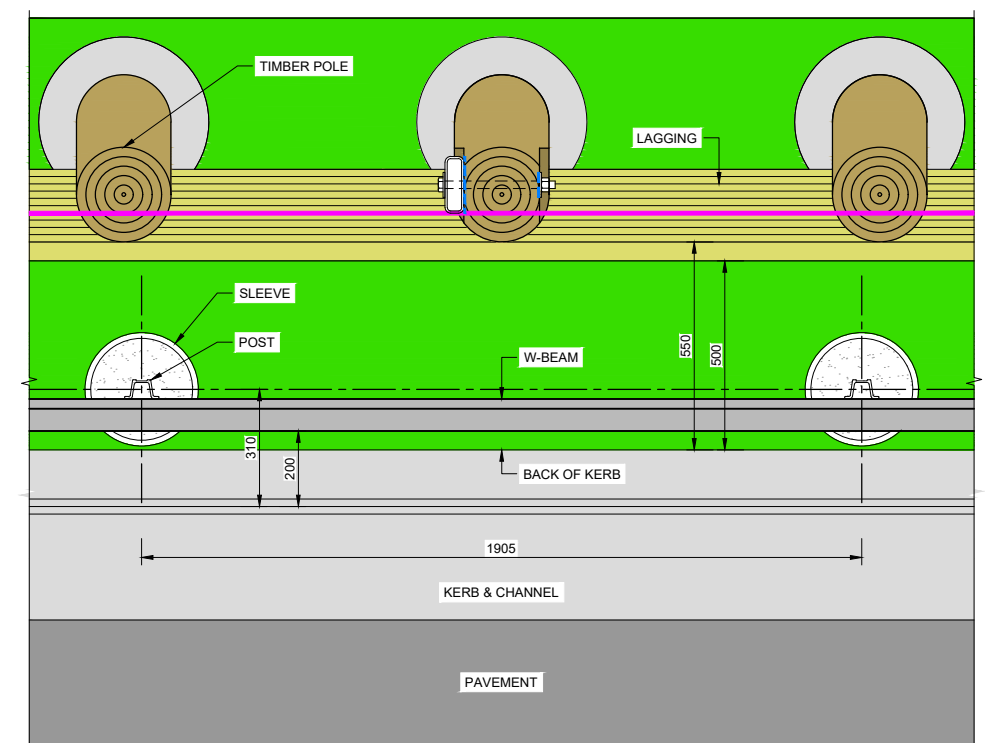 TIMBER POLE
LAGGING
SLEEVE
POST
W-BEAM
550
500
310
200
BACK OF KERB
1905
KERB & CHANNEL
PAVEMENT